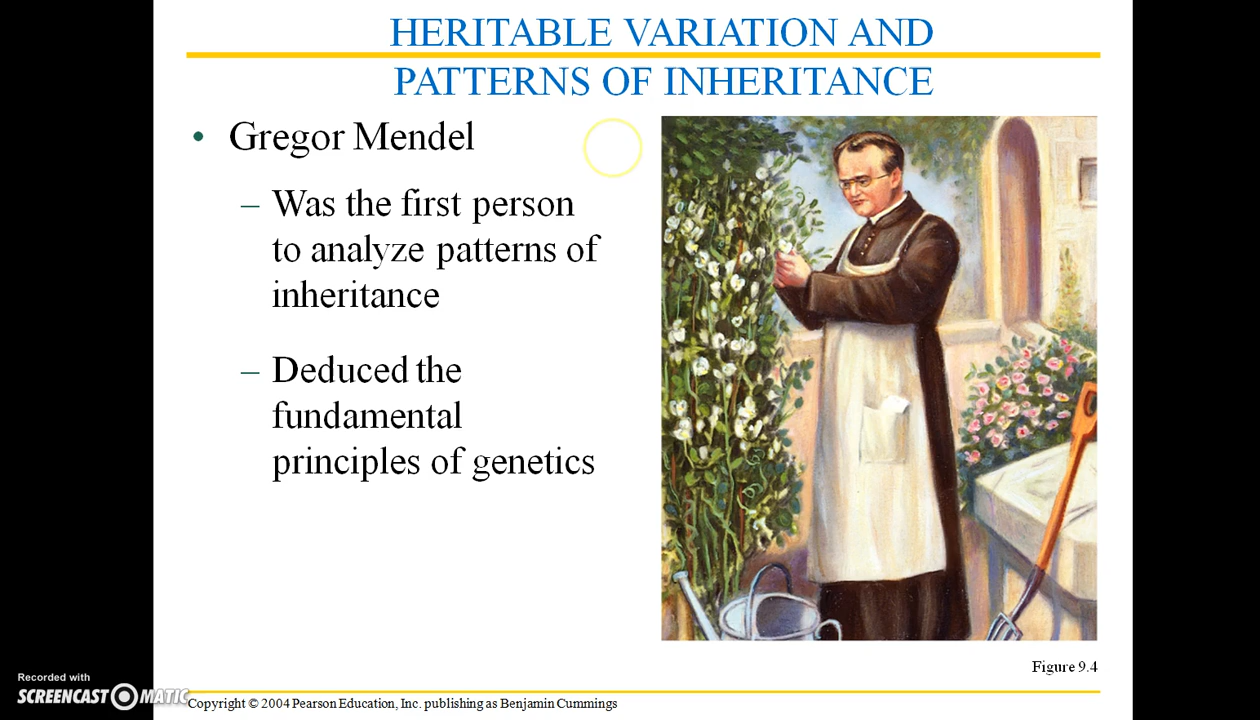 HERITABLE VARIATION AND
PATTERNS OF INHERITANCE
• Gregor Mendel
– Was the first person
to analyze patterns of
inheritance
– Deduced the
fundamental
principles of genetics
Figure 9.4
Recorded with
SCREENCAST MATIC
Copyright © 2004 Pearson Education, Inc. publishing as Benjamin Cummings